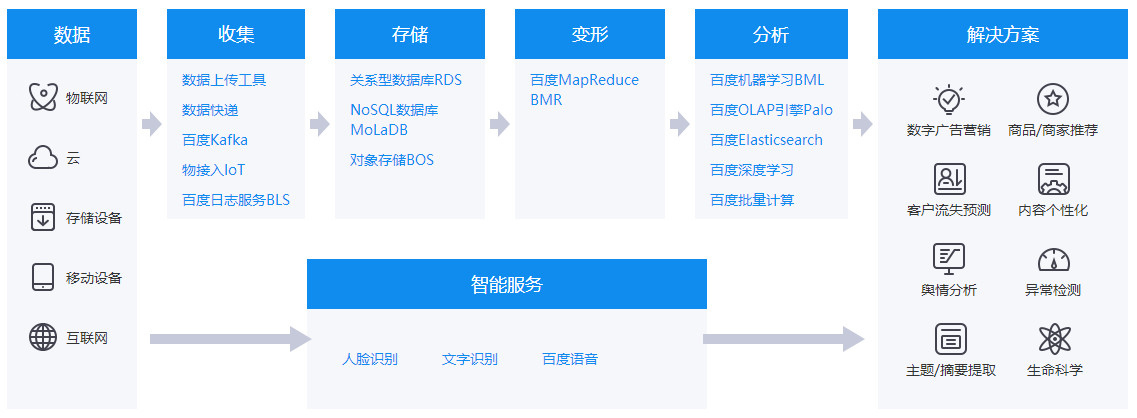 数据
物联网
云
存储设备
移动设备
互联网
收集
数据上传工具
数据快递
百度Kafka
物接入IoT
百度日志服务BLS
存储
关系型数据库RDS
NoSQL数据库
MoLaDB
对象存储BOS
变形
百度MapReduce
BMR
分析
百度机器学习BML
百度OLAP引擎Palo
百度Elasticsearch
百度深度学习
百度批量计算
智能服务
人脸识别 文字识别 百度语音
解决方案
数字广告营销 商品/商家推荐
客户流失预测 内容个性化
舆情分析 异常检测
主题/摘要提取 生命科学